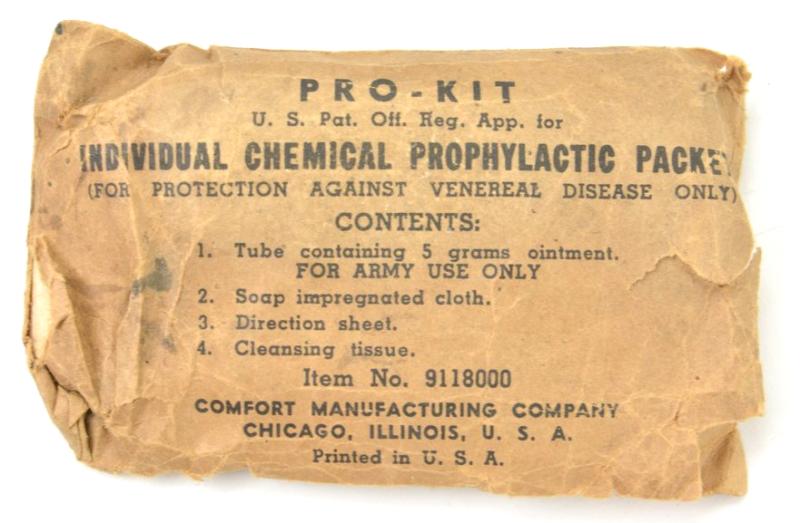 PRO-KIT
U. S. Pat. Off. Reg. App. for
INDIVIDUAL CHEMICAL PROPHYLACTIC PACKET
(FOR PROTECTION AGAINST VENEREAL DISEASE ONLY)
CONTENTS:
1. Tube containing 5 grams ointment.
FOR ARMY USE ONLY
2. Soap impregnated cloth.
3. Direction sheet.
4. Cleansing tissue.
Item No. 9118000
COMFORT MANUFACTURING COMPANY
CHICAGO, ILLINOIS, U. S. A.
Printed in U. S. A.